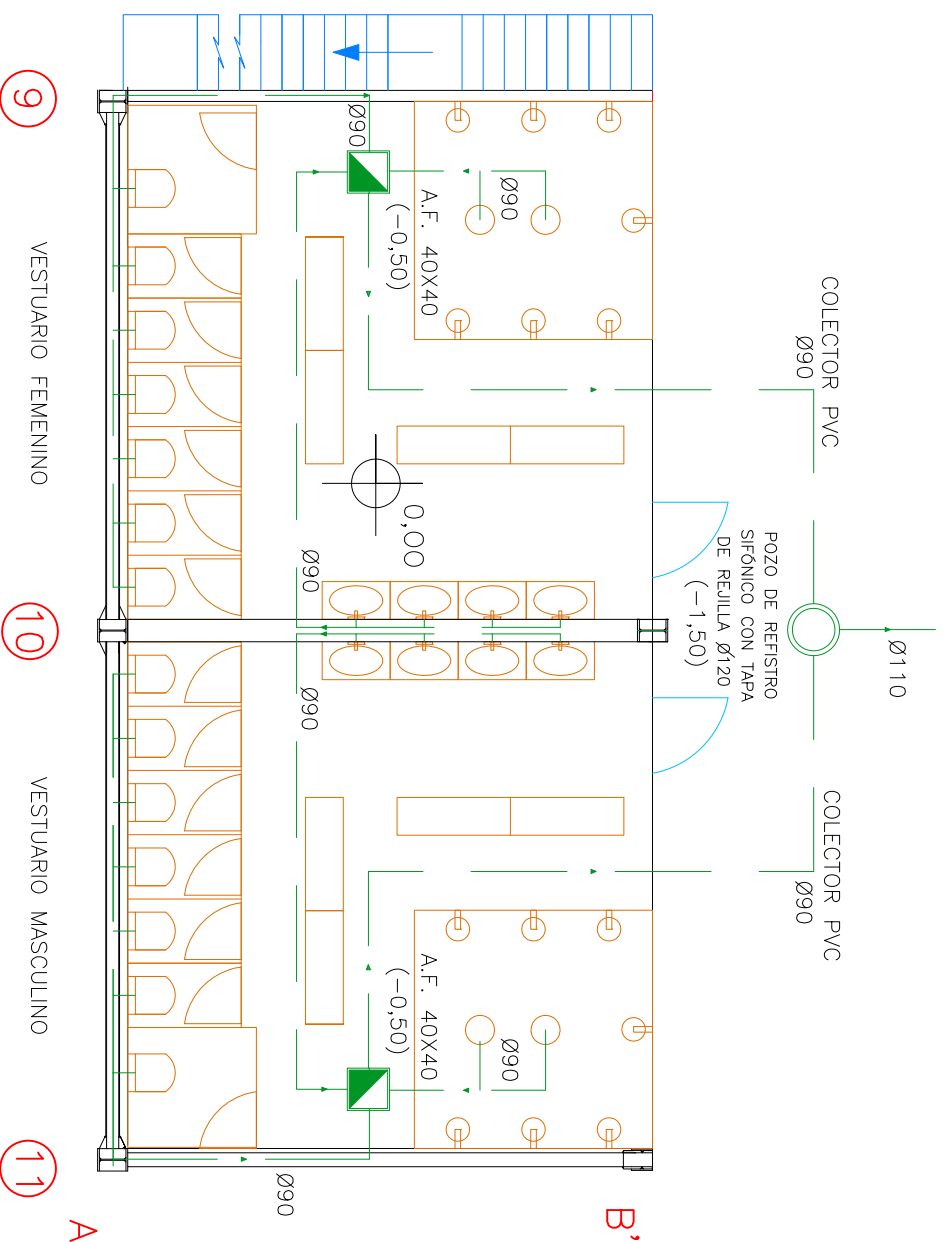 COLECTOR PVC
Ø90
Ø110
COLECTOR PVC
Ø90
POZO DE REFISTRO
SIFÓNICO CON TAPA
DE REJILLA Ø120
(-1,50)
B'
Ø90
A.F. 40X40
(-0,50)
Ø90
0,00
Ø90
Ø90
Ø90
A.F. 40X40
(-0,50)
Ø90
9
VESTUARIO FEMENINO
10
VESTUARIO MASCULINO
11
A